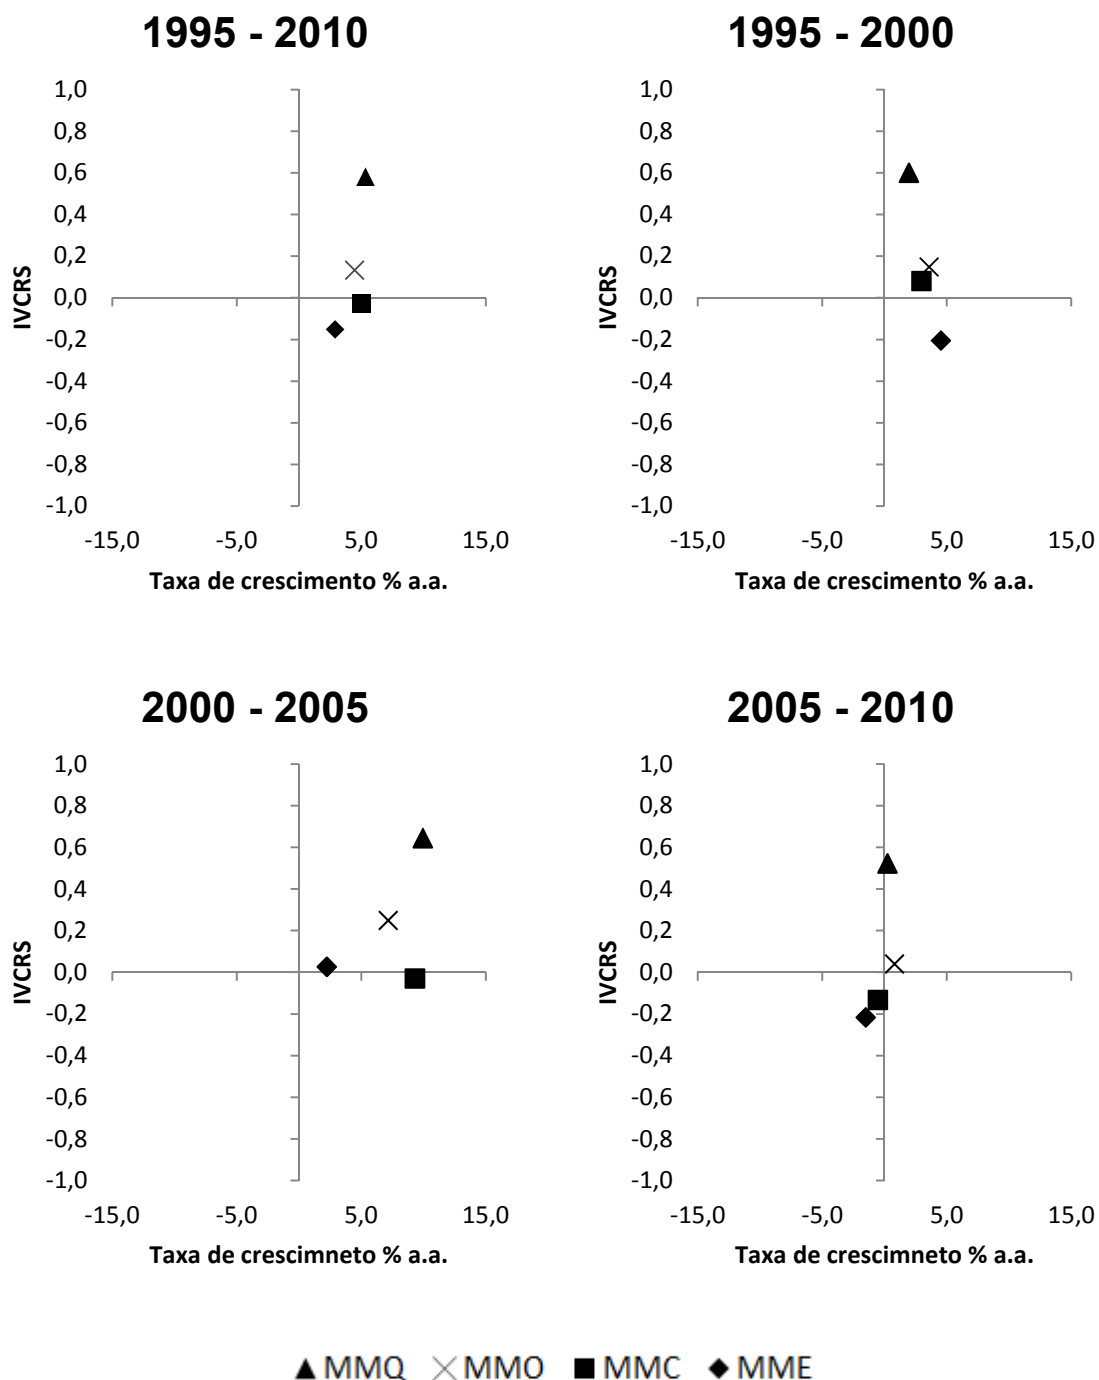 1995 - 2010
1,0
0,8
0,6
0,4
0,2
0,0
-0,2
-0,4
-0,6
-0,8
-1,0
IVCRS
-15,0 -5,0 5,0 15,0
Taxa de crescimento % a.a.
1995 - 2000
1,0
0,8
0,6
0,4
0,2
0,0
-0,2
-0,4
-0,6
-0,8
-1,0
IVCRS
-15,0 -5,0 5,0 15,0
Taxa de crescimento % a.a.
2000 - 2005
1,0
0,8
0,6
0,4
0,2
0,0
-0,2
-0,4
-0,6
-0,8
-1,0
IVCRS
-15,0 -5,0 5,0 15,0
Taxa de crescimneto % a.a.
2005 - 2010
1,0
0,8
0,6
0,4
0,2
0,0
-0,2
-0,4
-0,6
-0,8
-1,0
IVCRS
-15,0 -5,0 5,0 15,0
Taxa de crescimneto % a.a.
MMQ MMO MMC MME